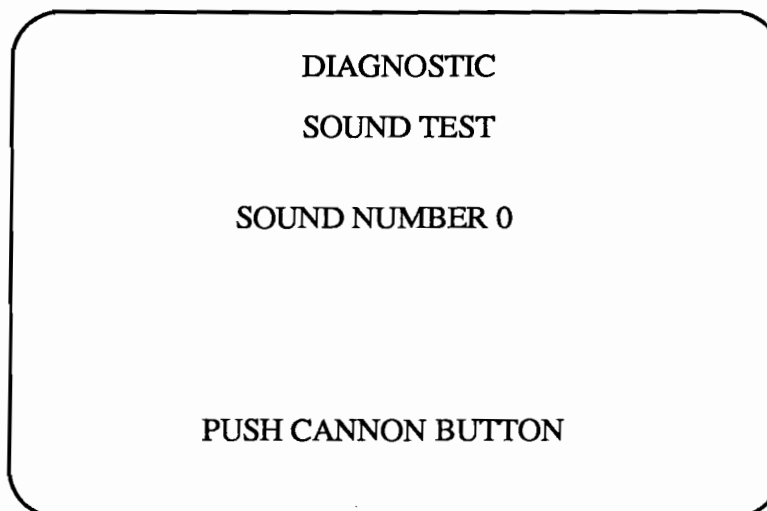 DIAGNOSTIC
SOUND TEST
SOUND NUMBER 0
PUSH CANNON BUTTON